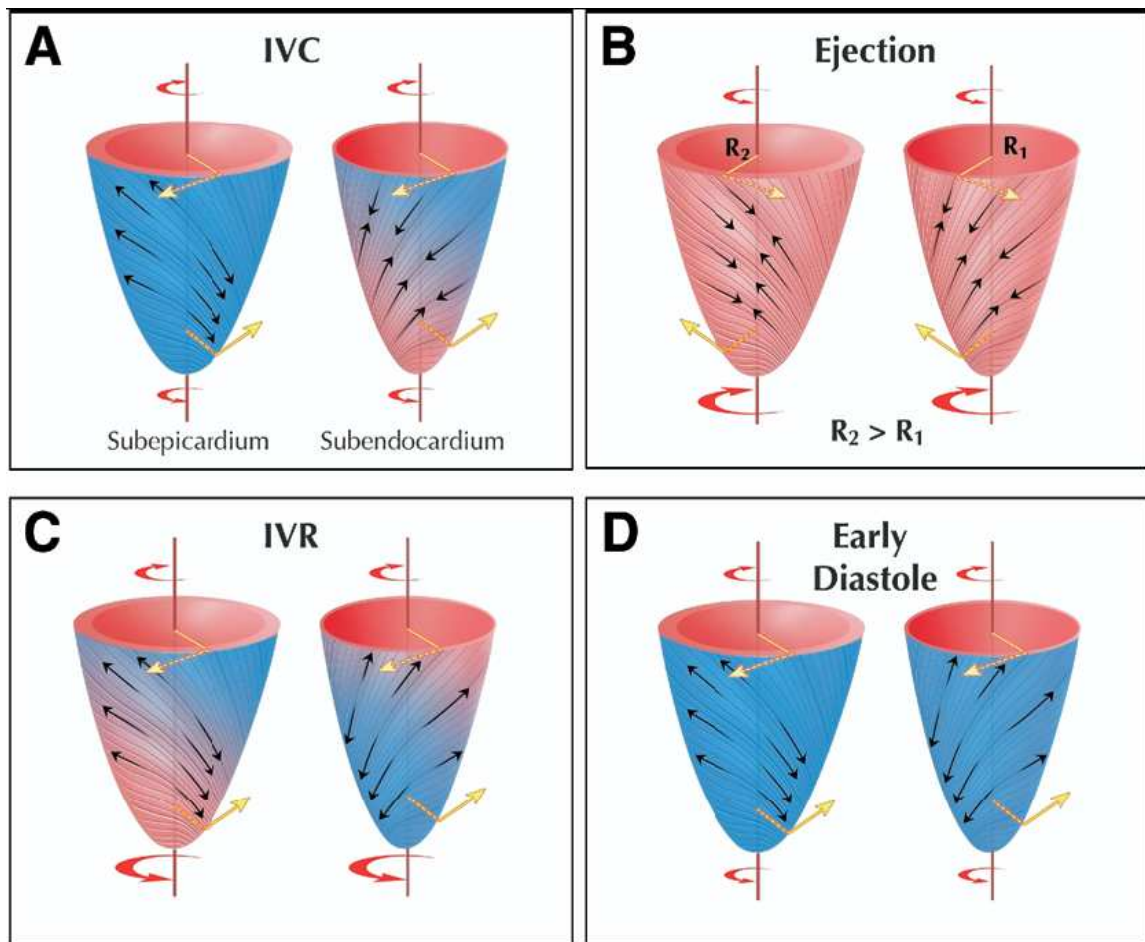 A
IVC
Subepicardium
Subendocardium
B
Ejection
R₂
R₁
R₂ > R₁
C
IVR
D
Early
Diastole